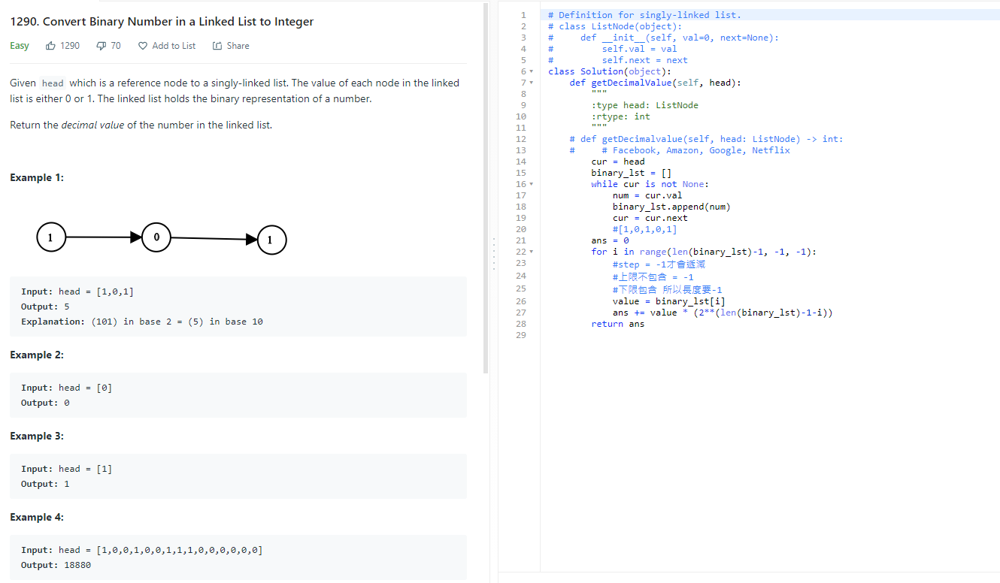 1290. Convert Binary Number in a Linked List to Integer
Easy 1290 70 Add to List Share
Given head which is a reference node to a singly-linked list. The value of each node in the linked
list is either 0 or 1. The linked list holds the binary representation of a number.
Return the decimal value of the number in the linked list.
Example 1:
1 0 1
Input: head = [1,0,1]
Output: 5
Explanation: (101) in base 2 = (5) in base 10
Example 2:
Input: head = [0]
Output: 0
Example 3:
Input: head = [1]
Output: 1
Example 4:
Input: head = [1,0,0,1,0,0,1,1,1,0,0,0,0,0,0]
Output: 18880
1 # Definition for singly-linked list.
2 # class ListNode(object):
3 #     def __init__(self, val=0, next=None):
4 #         self.val = val
5 #         self.next = next
6 class Solution(object):
7     def getDecimalValue(self, head):
8         """
9         :type head: ListNode
10         :rtype: int
11         """
12     # def getDecimalvalue(self, head: ListNode) -> int:
13     #     # Facebook, Amazon, Google, Netflix
14         cur = head
15         binary_lst = []
16         while cur is not None:
17             num = cur.val
18             binary_lst.append(num)
19             cur = cur.next
20             #[1,0,1,0,1]
21         ans = 0
22         for i in range(len(binary_lst)-1, -1, -1):
23             #step = -1才會遞減
24             #上限不包含 = -1
25             #下限包含 所以長度要-1
26             value = binary_lst[i]
27             ans += value * (2**(len(binary_lst)-1-i))
28         return ans
29